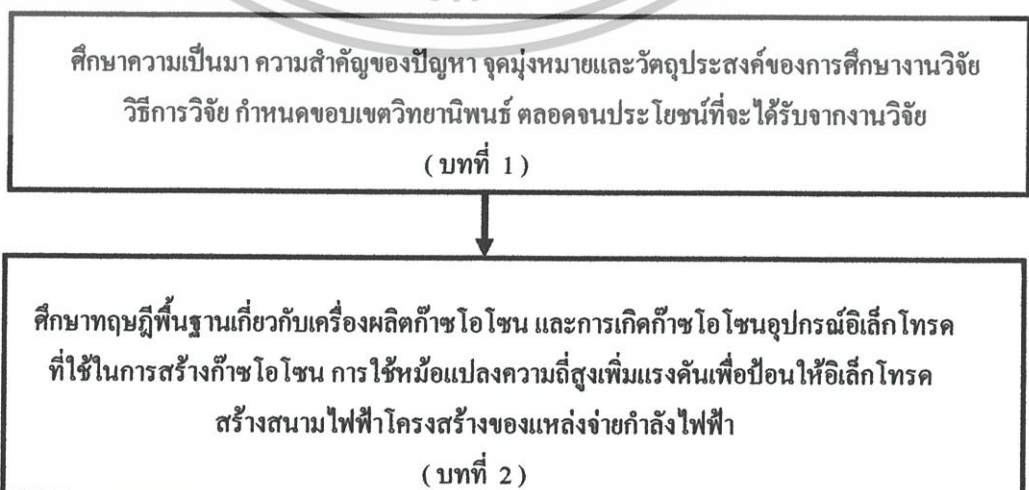 ศึกษาความเป็นมา ความสำคัญของปัญหา จุดมุ่งหมายและวัตถุประสงค์ของการศึกษางานวิจัย
วิธีการวิจัย กำหนดขอบเขตวิทยานิพนธ์ ตลอดจนประโยชน์ที่จะได้รับจากงานวิจัย
( บทที่ 1 )
ศึกษาทฤษฎีพื้นฐานเกี่ยวกับเครื่องผลิตก๊าซโอโซน และการเกิดก๊าซโอโซนอุปกรณ์อิเล็กโทรด
ที่ใช้ในการสร้างก๊าซโอโซน การใช้หม้อแปลงความถี่สูงเพิ่มแรงดันเพื่อป้อนให้อิเล็กโทรด
สร้างสนามไฟฟ้าโครงสร้างของแหล่งจ่ายกำลังไฟฟ้า
( บทที่ 2 )